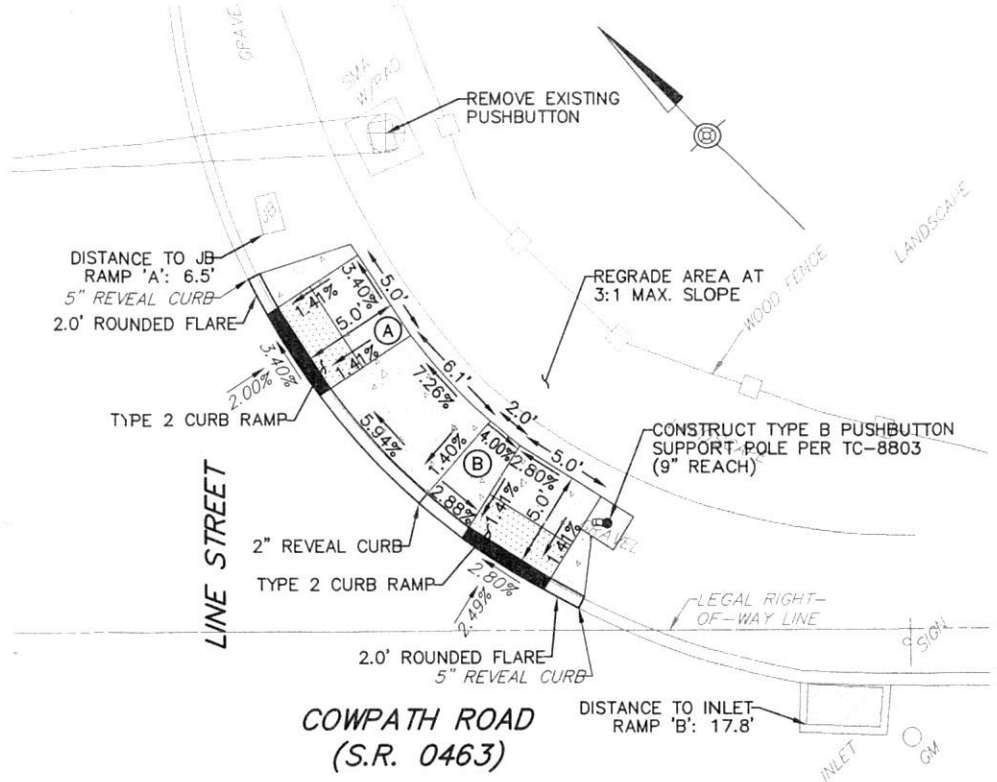 GRAVEL
SMA
W/PAD
REMOVE EXISTING
PUSHBUTTON
LANDSCAPE
JB
DISTANCE TO JB
RAMP 'A': 6.5'
5" REVEAL CURB
2.0' ROUNDED FLARE
3.40%
2.00%
TYPE 2 CURB RAMP
1.41%
3.40%
5.0'
5.0'
A
1.41%
REGRADE AREA AT
3:1 MAX. SLOPE
WOOD FENCE
6.1'
7.26%
2.0'
5.94%
1.40%
4.00%
B
2.80%
5.0'
2.88%
1.41%
5.0'
1.41%
CONSTRUCT TYPE B PUSHBUTTON
SUPPORT POLE PER TC-8803
(9" REACH)
GRAVEL
LINE STREET
2" REVEAL CURB
TYPE 2 CURB RAMP
2.80%
2.49%
LEGAL RIGHT-
OF-WAY LINE
SIGN
2.0' ROUNDED FLARE
5" REVEAL CURB
COWPATH ROAD
(S.R. 0463)
DISTANCE TO INLET
RAMP 'B': 17.8'
INLET
GM